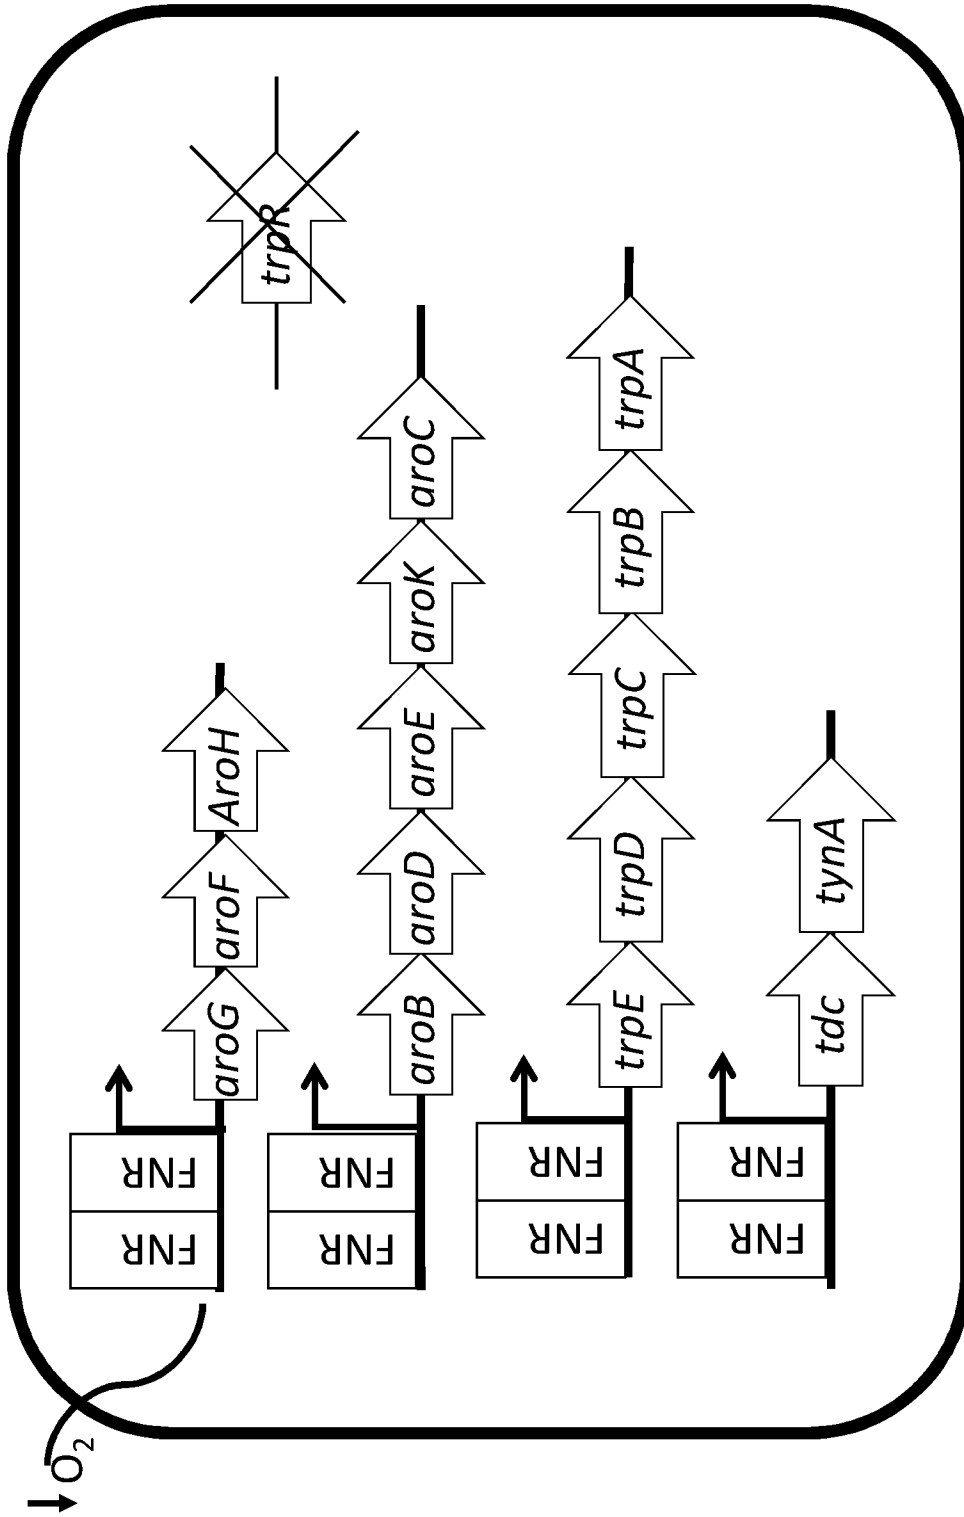 ↓O₂
FNR FNR aroG aroF AroH
trpR
FNR FNR aroB aroD aroE aroK aroC
FNR FNR trpE trpD trpC trpB trpA
FNR FNR tdc tynA